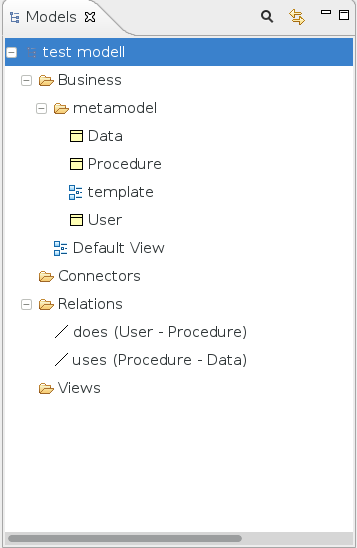 Models
test modell
Business
metamodel
Data
Procedure
template
User
Default View
Connectors
Relations
does (User - Procedure)
uses (Procedure - Data)
Views